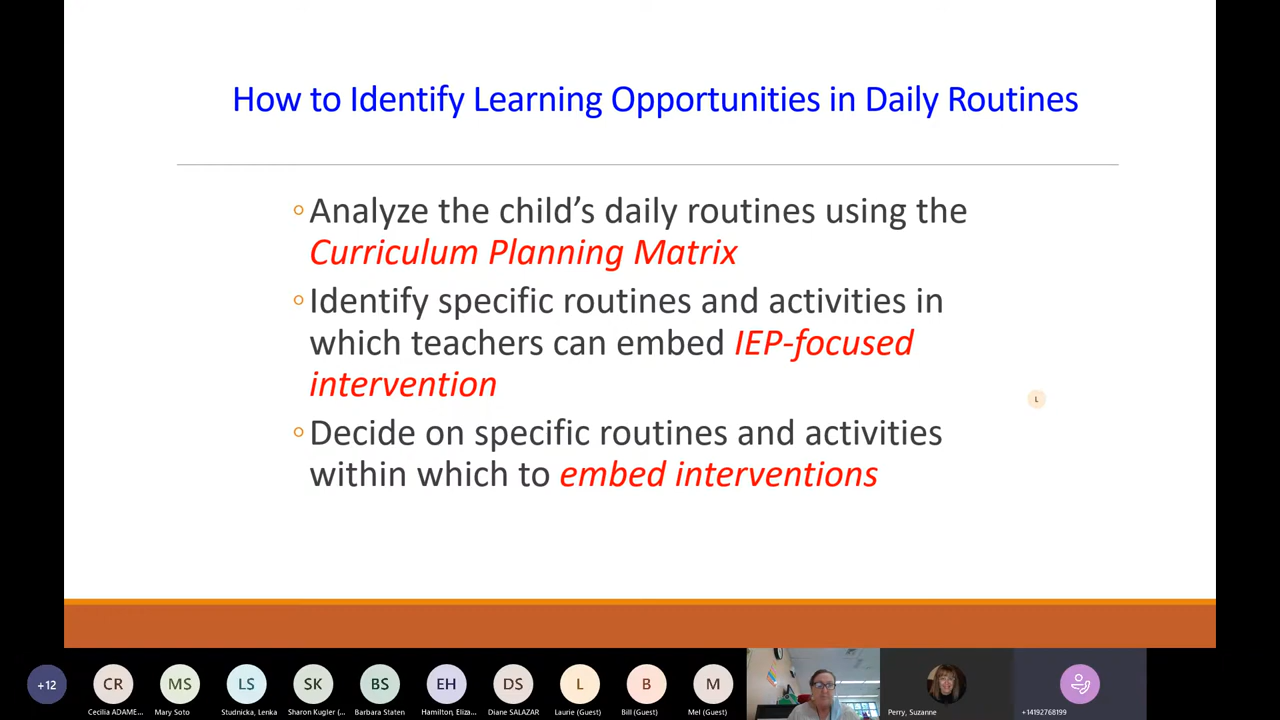 How to Identify Learning Opportunities in Daily Routines
Analyze the child’s daily routines using the
Curriculum Planning Matrix
Identify specific routines and activities in
which teachers can embed IEP-focused
intervention
Decide on specific routines and activities
within which to embed interventions
L
+12
CR
MS
LS
SK
BS
EH
DS
L
B
M
Cecilia ADAME...
Mary Soto
Studnicka, Lenka
Sharon Kugler (...
Barbara Staten
Hamilton, Eliza...
Diane SALAZAR
Laurie (Guest)
Bill (Guest)
Mel (Guest)
Perry, Suzanne
+14192768199